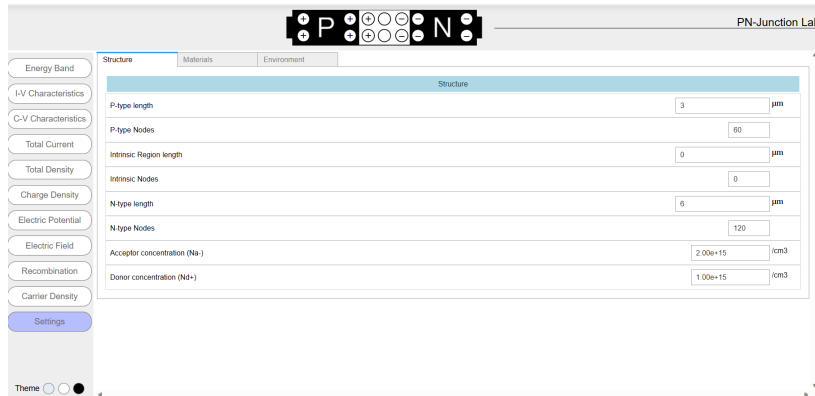 P N
PN-Junction Lab
Structure Materials Environment
Energy Band
I-V Characteristics
C-V Characteristics
Total Current
Total Density
Charge Density
Electric Potential
Electric Field
Recombination
Carrier Density
Settings
Theme
Structure
P-type length 3 μm
P-type Nodes 60
Intrinsic Region length 0 μm
Intrinsic Nodes 0
N-type length 6 μm
N-type Nodes 120
Acceptor concentration (Na-) 2.00e+15 /cm3
Donor concentration (Nd+) 1.00e+15 /cm3